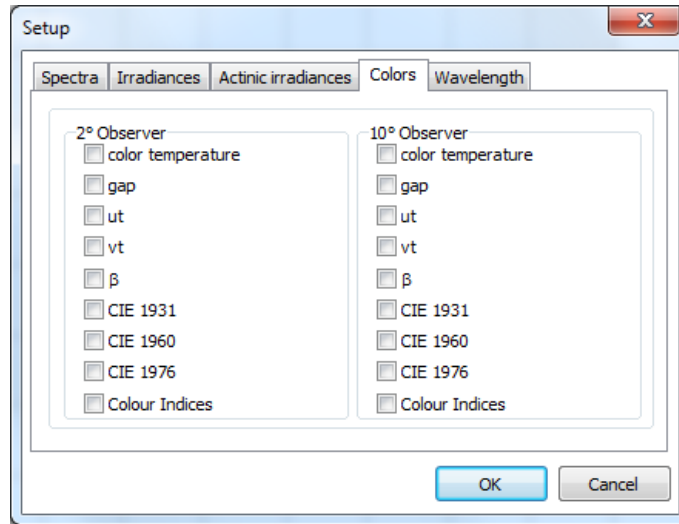 Setup
Spectra Irradiances Actinic irradiances Colors Wavelength
2° Observer
color temperature
gap
ut
vt
β
CIE 1931
CIE 1960
CIE 1976
Colour Indices
10° Observer
color temperature
gap
ut
vt
β
CIE 1931
CIE 1960
CIE 1976
Colour Indices
OK Cancel